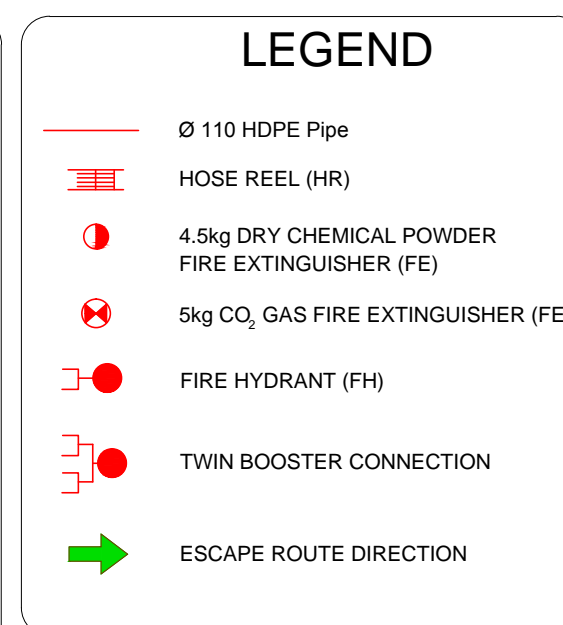 LEGEND
Ø 110 HDPE Pipe
HOSE REEL (HR)
4.5kg DRY CHEMICAL POWDER
FIRE EXTINGUISHER (FE)
5kg CO₂ GAS FIRE EXTINGUISHER (FE
FIRE HYDRANT (FH)
TWIN BOOSTER CONNECTION
ESCAPE ROUTE DIRECTION